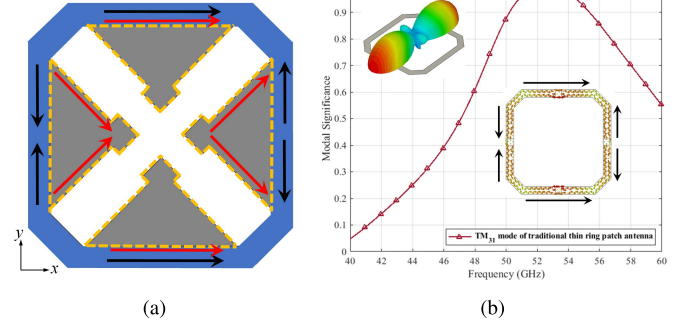 y
x
(a)
Modal Significance
0.9
0.8
0.7
0.6
0.5
0.4
0.3
0.2
0.1
0
40 42 44 46 48 50 52 54 56 58 60
Frequency (GHz)
TM31 mode of traditional thin ring patch antenna
(b)